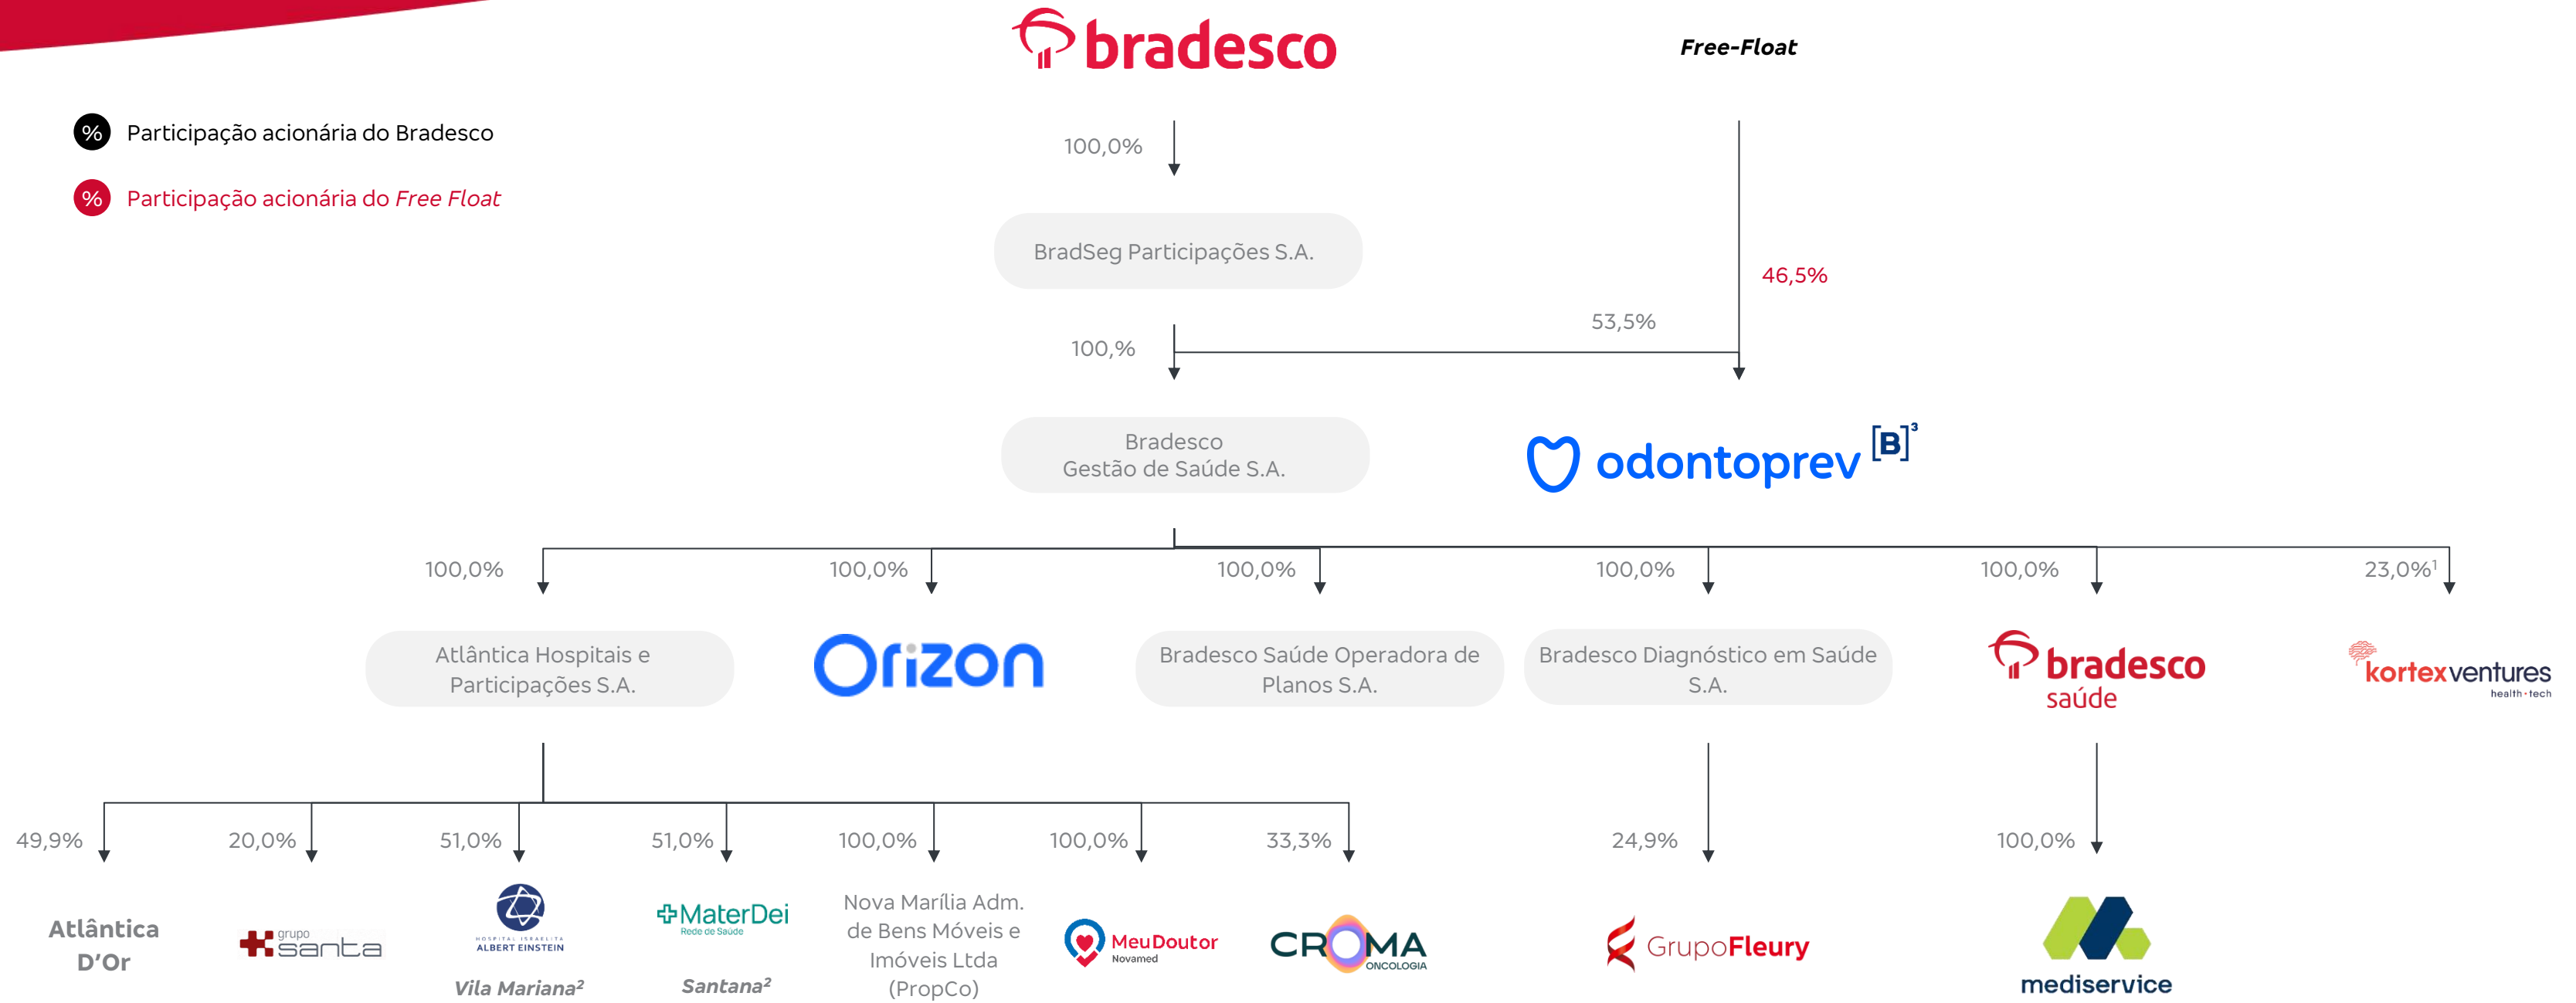 bradesco
Free-Float
% Participação acionária do Bradesco
% Participação acionária do Free Float
100,0%
BradSeg Participações S.A.
46,5%
53,5%
100,%
Bradesco
Gestão de Saúde S.A.
odontoprev [B]³
100,0%
100,0%
100,0%
100,0%
100,0%
23,0%¹
Atlântica Hospitais e
Participações S.A.
Orizon
Bradesco Saúde Operadora de
Planos S.A.
Bradesco Diagnóstico em Saúde
S.A.
bradesco
saúde
kortexventures
health•tech
49,9%
20,0%
51,0%
51,0%
100,0%
100,0%
33,3%
24,9%
100,0%
Atlântica
D’Or
grupo
santa
HOSPITAL ISRAELITA
ALBERT EINSTEIN
Vila Mariana²
MaterDei
Rede de Saúde
Santana²
Nova Marília Adm.
de Bens Móveis e
Imóveis Ltda
(PropCo)
MeuDoutor
Novamed
CROMA
ONCOLOGIA
GrupoFleury
mediservice